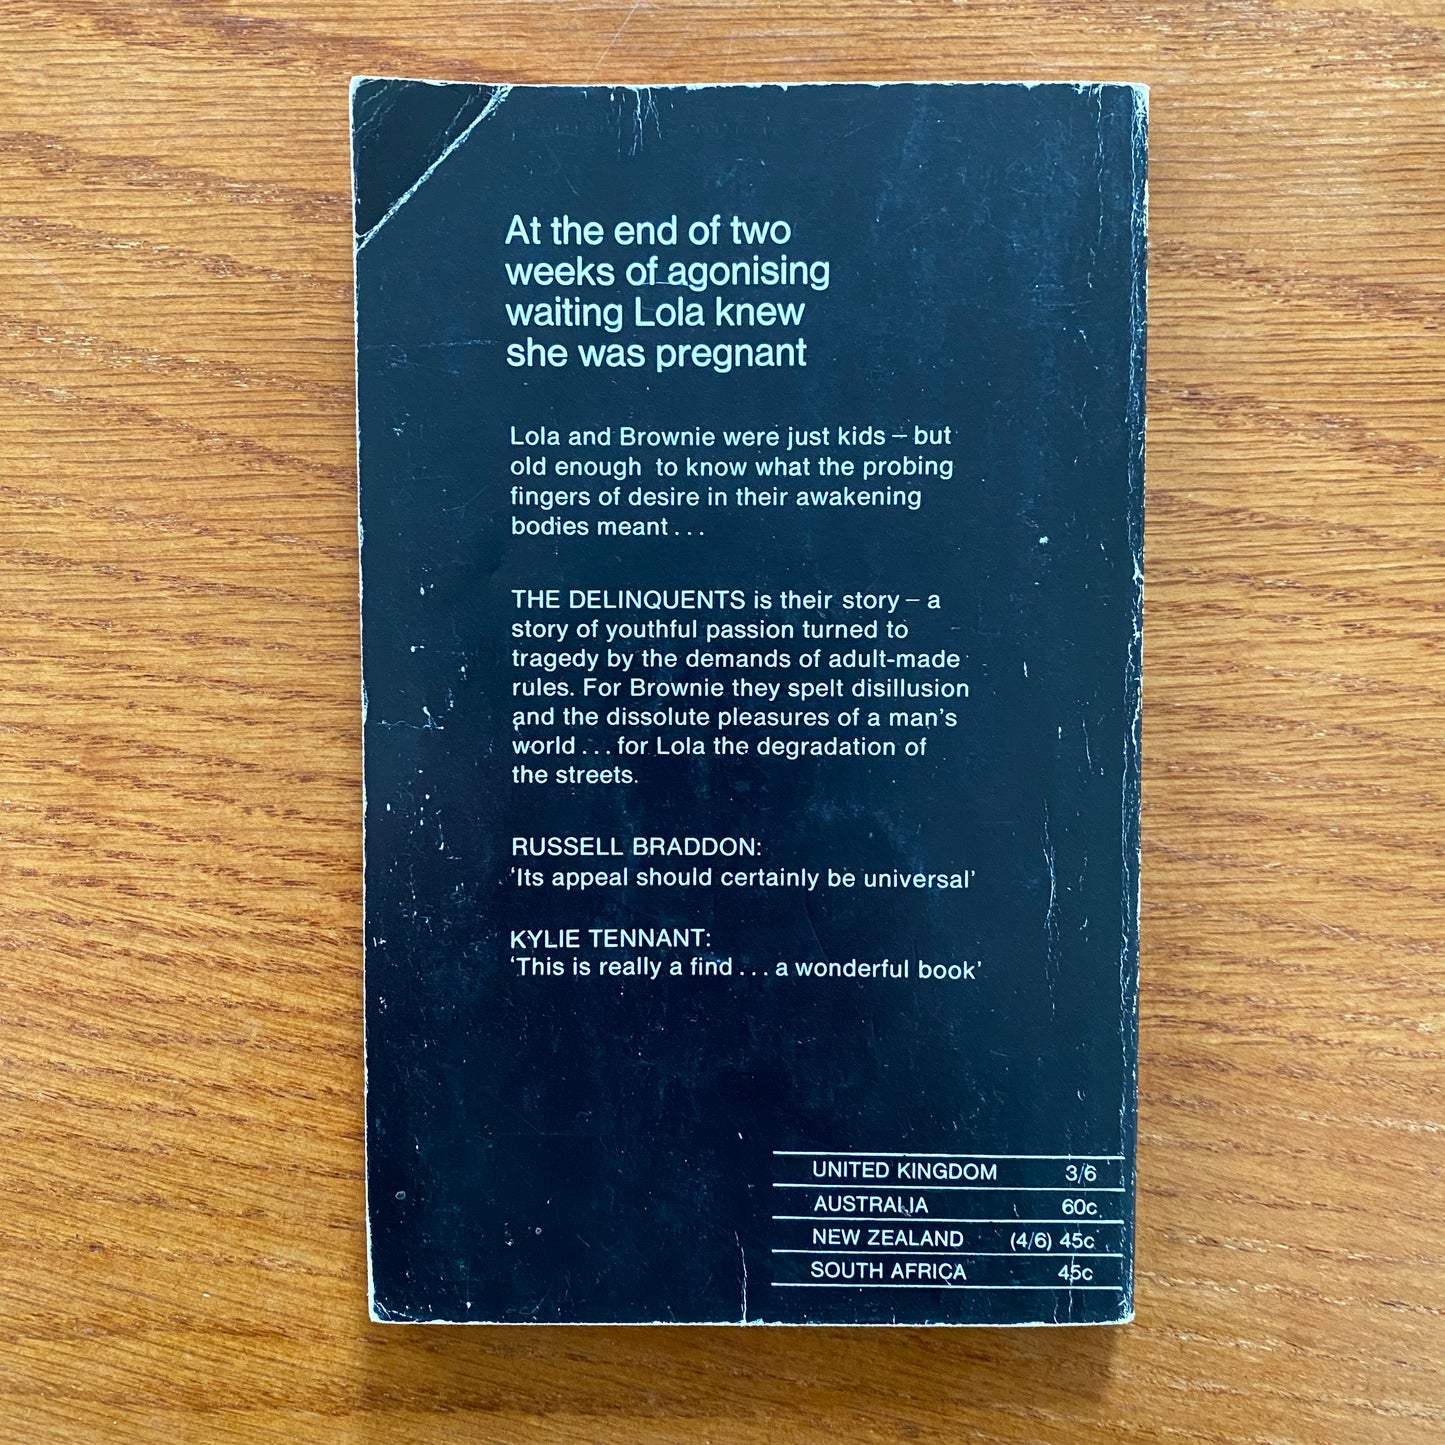 At the end of two
weeks of agonising
waiting Lola knew
she was pregnant
Lola and Brownie were just kids – but
old enough to know what the probing
fingers of desire in their awakening
bodies meant . . .
THE DELINQUENTS is their story – a
story of youthful passion turned to
tragedy by the demands of adult-made
rules. For Brownie they spelt disillusion
and the dissolute pleasures of a man's
world . . . for Lola the degradation of
the streets.
RUSSELL BRADDON:
'Its appeal should certainly be universal'
KYLIE TENNANT:
'This is really a find . . . a wonderful book'
UNITED KINGDOM 3/6
AUSTRALIA 60c
NEW ZEALAND (4/6) 45c
SOUTH AFRICA 45c